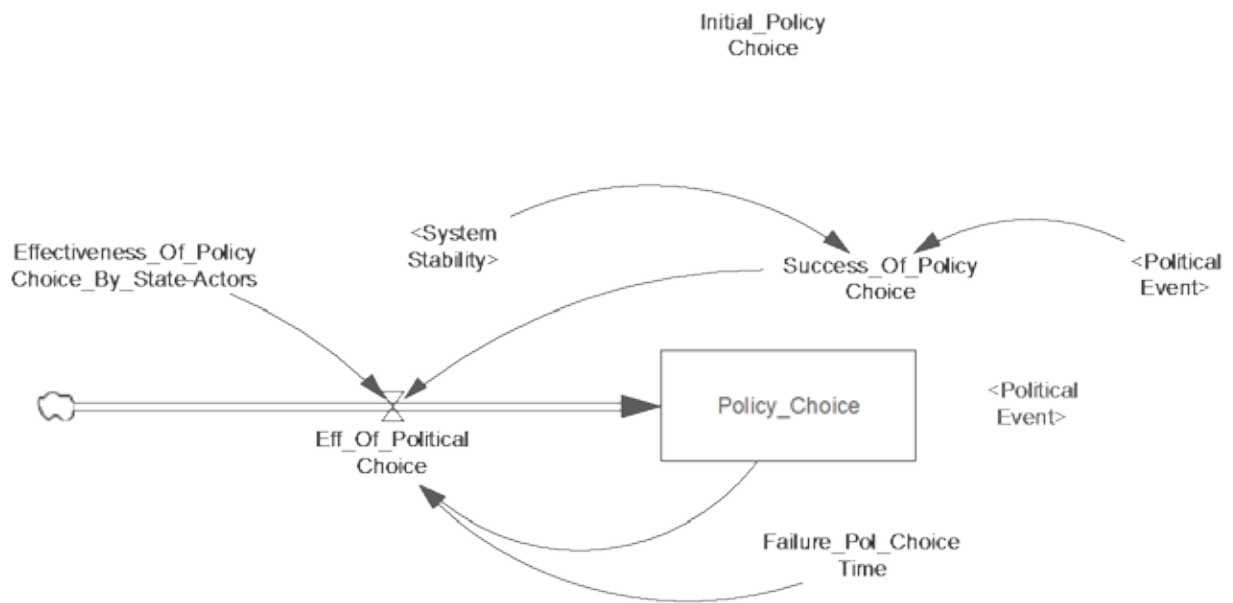 Initial_Policy
Choice
<System
Stability>
Effectiveness_Of_Policy
Choice_By_State-Actors
Success_Of_Policy
Choice
<Political
Event>
Policy_Choice
<Political
Event>
Eff_Of_Political
Choice
Failure_Pol_Choice
Time